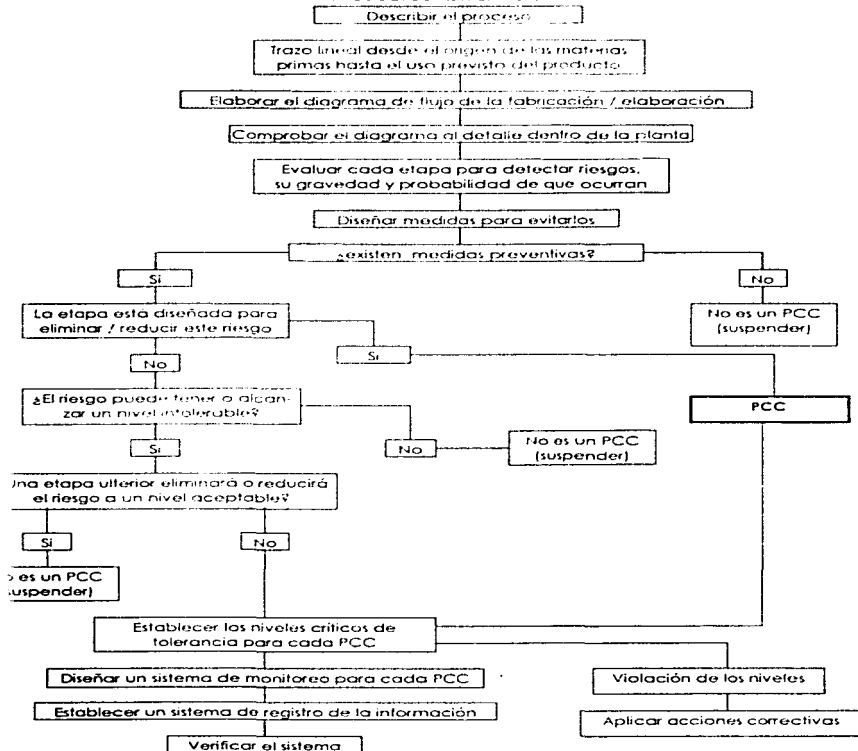 Describir el proceso
Trazo lineal desde el origen de las materias
primas hasta el uso previsto del producto
Elaborar el diagrama de flujo de la fabricación / elaboración
Comprobar el diagrama al detalle dentro de la planta
Evaluar cada etapa para detectar riesgos,
su gravedad y probabilidad de que ocurran
Diseñar medidas para evitarlos
¿existen medidas preventivas?
Si
No
La etapa está diseñada para
eliminar / reducir este riesgo
No es un PCC
(suspender)
Si
No
¿El riesgo puede tener o alcan-
zar un nivel intolerable?
PCC
Si
No
No es un PCC
(suspender)
Una etapa ulterior eliminará o reducirá
el riesgo a un nivel aceptable?
Si
No
o es un PCC
suspender)
Establecer los niveles críticos de
tolerancia para cada PCC
Diseñar un sistema de monitoreo para cada PCC
Violación de los niveles
Establecer un sistema de registro de la información
Aplicar acciones correctivas
Verificar el sistema